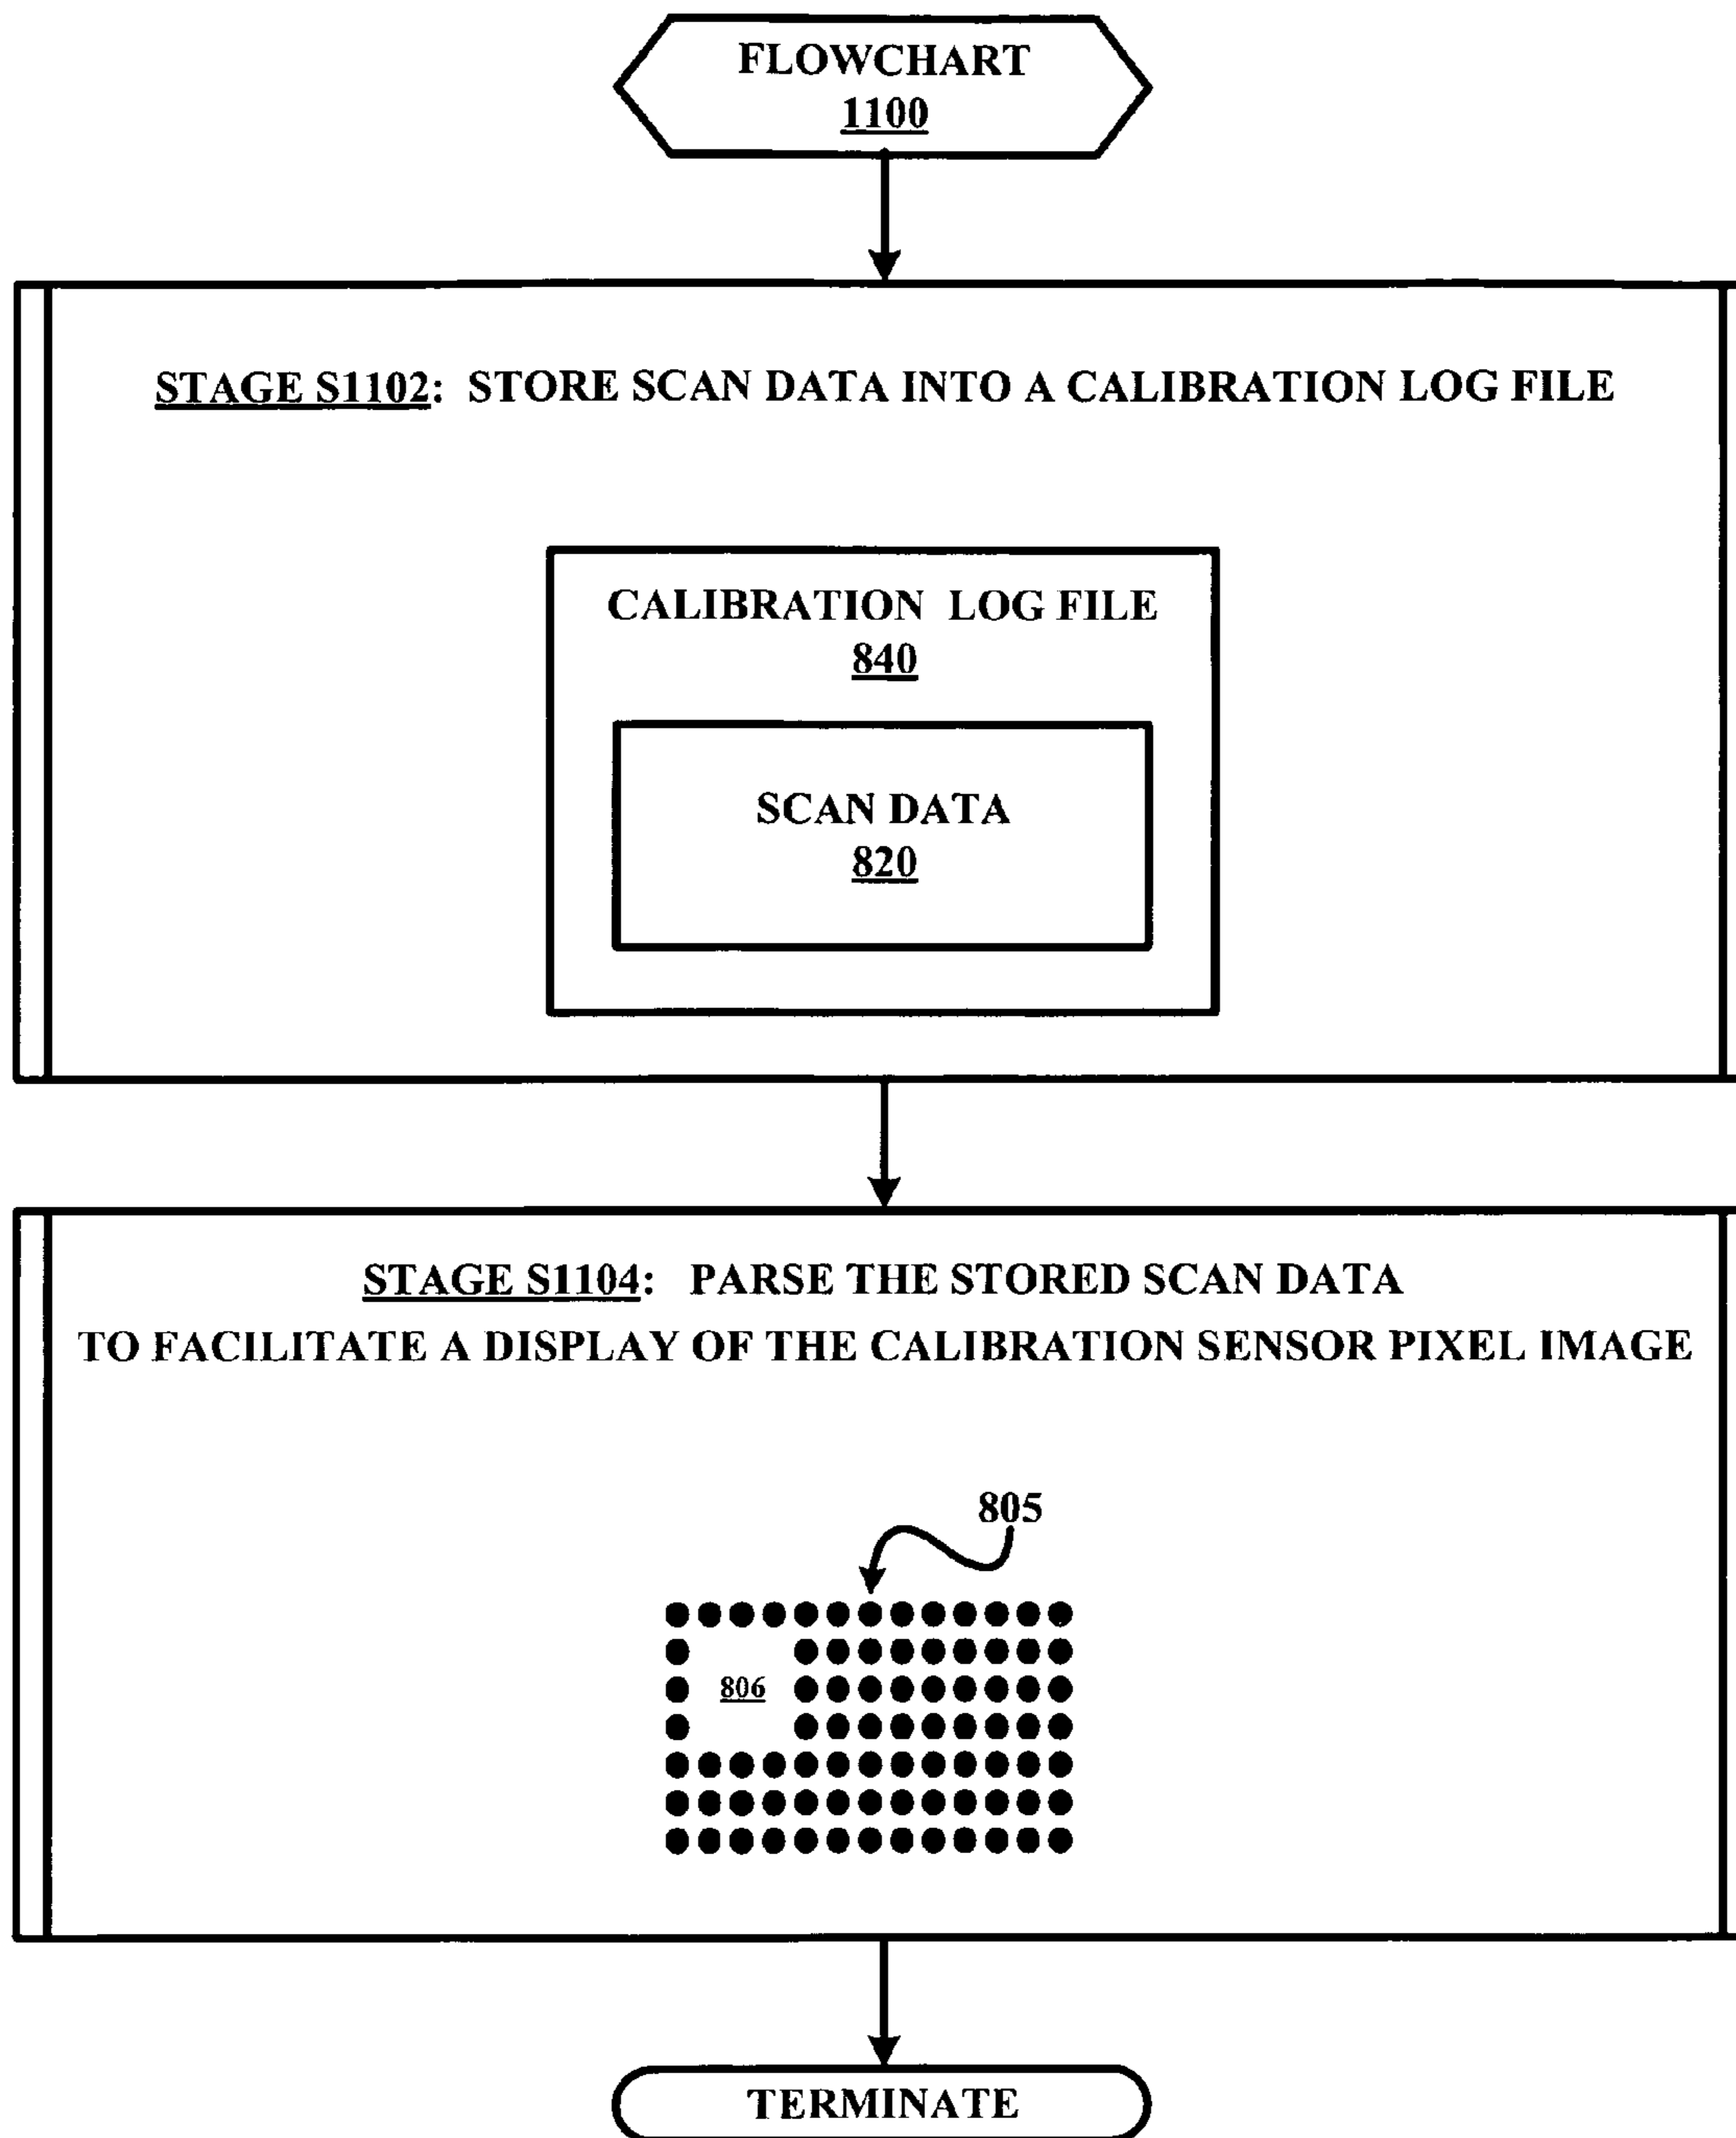 FLOWCHART
1100
STAGE S1102: STORE SCAN DATA INTO A CALIBRATION LOG FILE
CALIBRATION LOG FILE
840
SCAN DATA
820
STAGE S1104: PARSE THE STORED SCAN DATA
TO FACILITATE A DISPLAY OF THE CALIBRATION SENSOR PIXEL IMAGE
805
806
TERMINATE